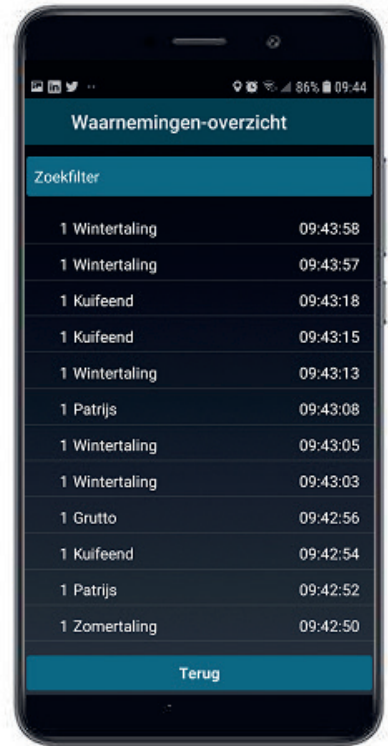 86% 09:44
Waarnemingen-overzicht
Zoekfilter
1 Wintertaling 09:43:58
1 Wintertaling 09:43:57
1 Kuifeend 09:43:18
1 Kuifeend 09:43:15
1 Wintertaling 09:43:13
1 Patrijs 09:43:08
1 Wintertaling 09:43:05
1 Wintertaling 09:43:03
1 Grutto 09:42:56
1 Kuifeend 09:42:54
1 Patrijs 09:42:52
1 Zomertaling 09:42:50
Terug